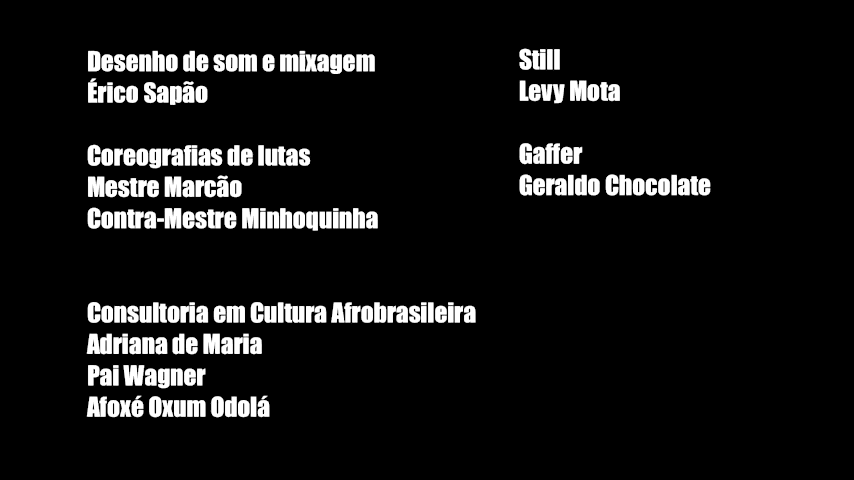 Desenho de som e mixagem
Érico Sapão
Coreografias de lutas
Mestre Marcão
Contra-Mestre Minhoquinha
Consultoria em Cultura Afrobrasileira
Adriana de Maria
Pai Wagner
Afoxé Oxum Odolá
Still
Levy Mota
Gaffer
Geraldo Chocolate